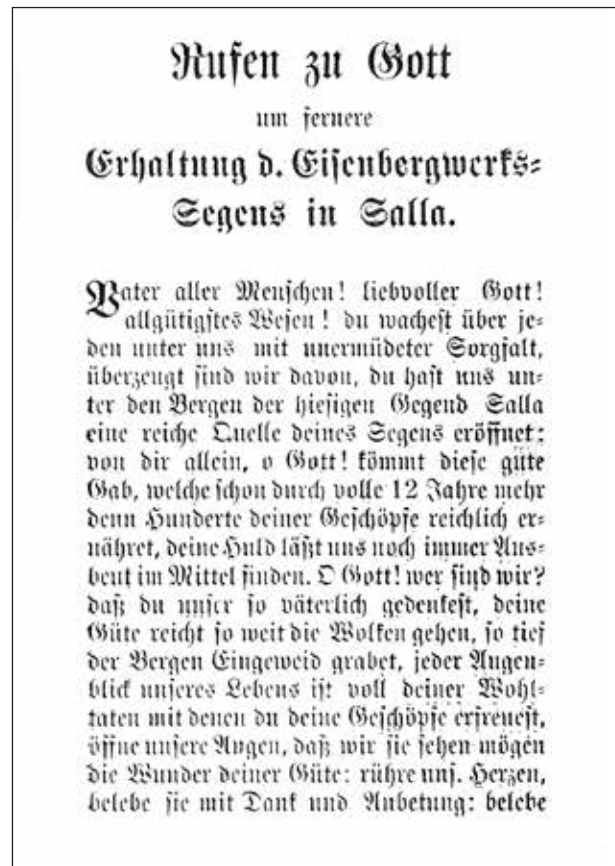 Rufen zu Gott
um fernere
Erhaltung d. Eisenbergwerks-
Segens in Salla.
Vater aller Menschen! liebvoller Gott!
allgütigstes Wesen! du wachest über je-
den unter uns mit unermüdeter Sorgfalt,
überzeugt sind wir davon, du hast uns un-
ter den Bergen der hiesigen Gegend Salla
eine reiche Quelle deines Segens eröffnet:
von dir allein, o Gott! kömmt diese güte
Gab, welche schon durch volle 12 Jahre mehr
denn Hunderte deiner Geschöpfe reichlich er-
nähret, deine Huld läßt uns noch immer Aus-
beut im Mittel finden. O Gott! wer sind wir?
daß du unser so väterlich gedenkest, deine
Güte reicht so weit die Wolken gehen, so tief
der Bergen Eingeweid grabet, jeder Augen-
blick unseres Lebens ist voll deiner Wohl-
taten mit denen du deine Geschöpfe erfreuest,
öffne unsere Augen, daß wir sie sehen mögen
die Wunder deiner Güte: rühre uns. Herzen,
belebe sie mit Dank und Anbetung: belebe